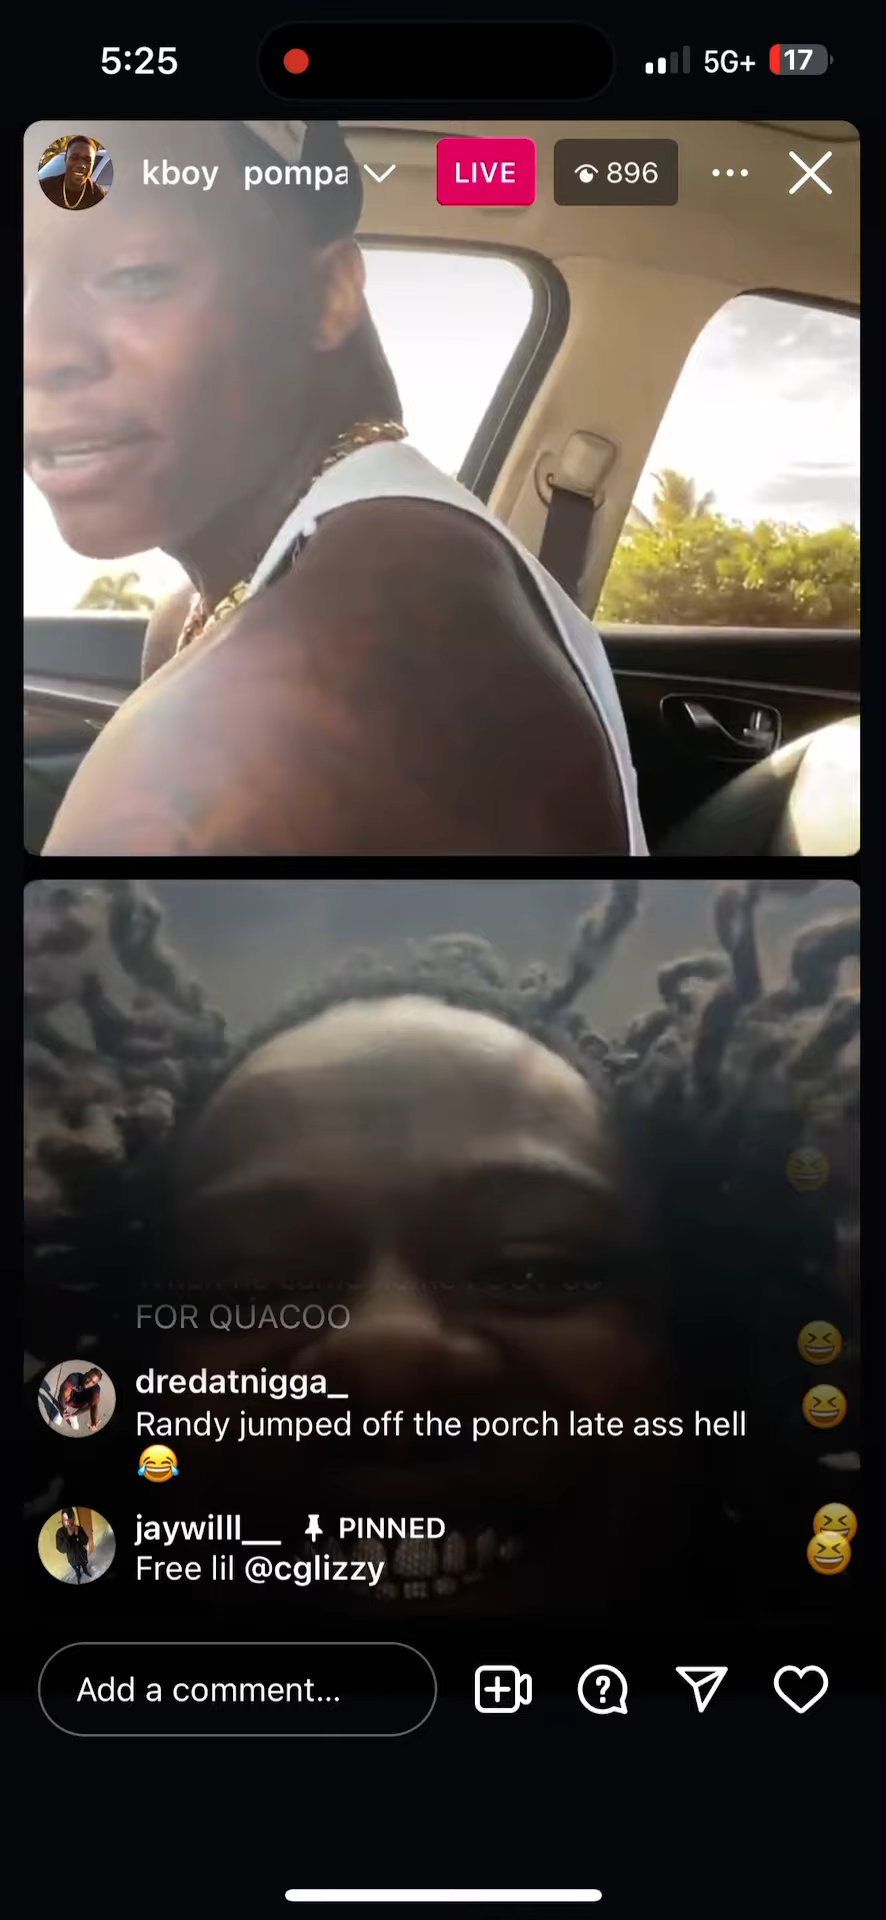 5:25
5G+ 17
kboy pompa
LIVE
896
FOR QUACOO
dredatnigga_
Randy jumped off the porch late ass hell
😂
jaywilll__ PINNED
Free lil @cglizzy
Add a comment...